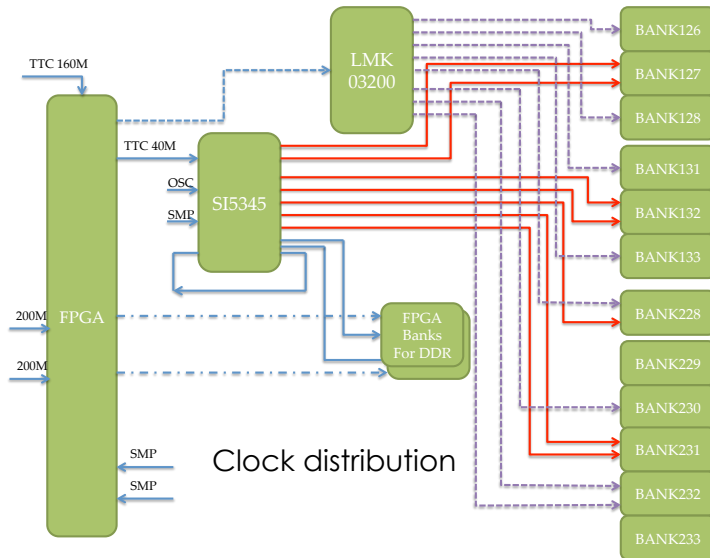 TTC 160M
LMK
03200
BANK126
BANK127
BANK128
TTC 40M
OSC
SMP
SI5345
BANK131
BANK132
BANK133
200M
FPGA
200M
FPGA
Banks
For DDR
BANK228
BANK229
BANK230
BANK231
BANK232
BANK233
SMP
SMP
Clock distribution